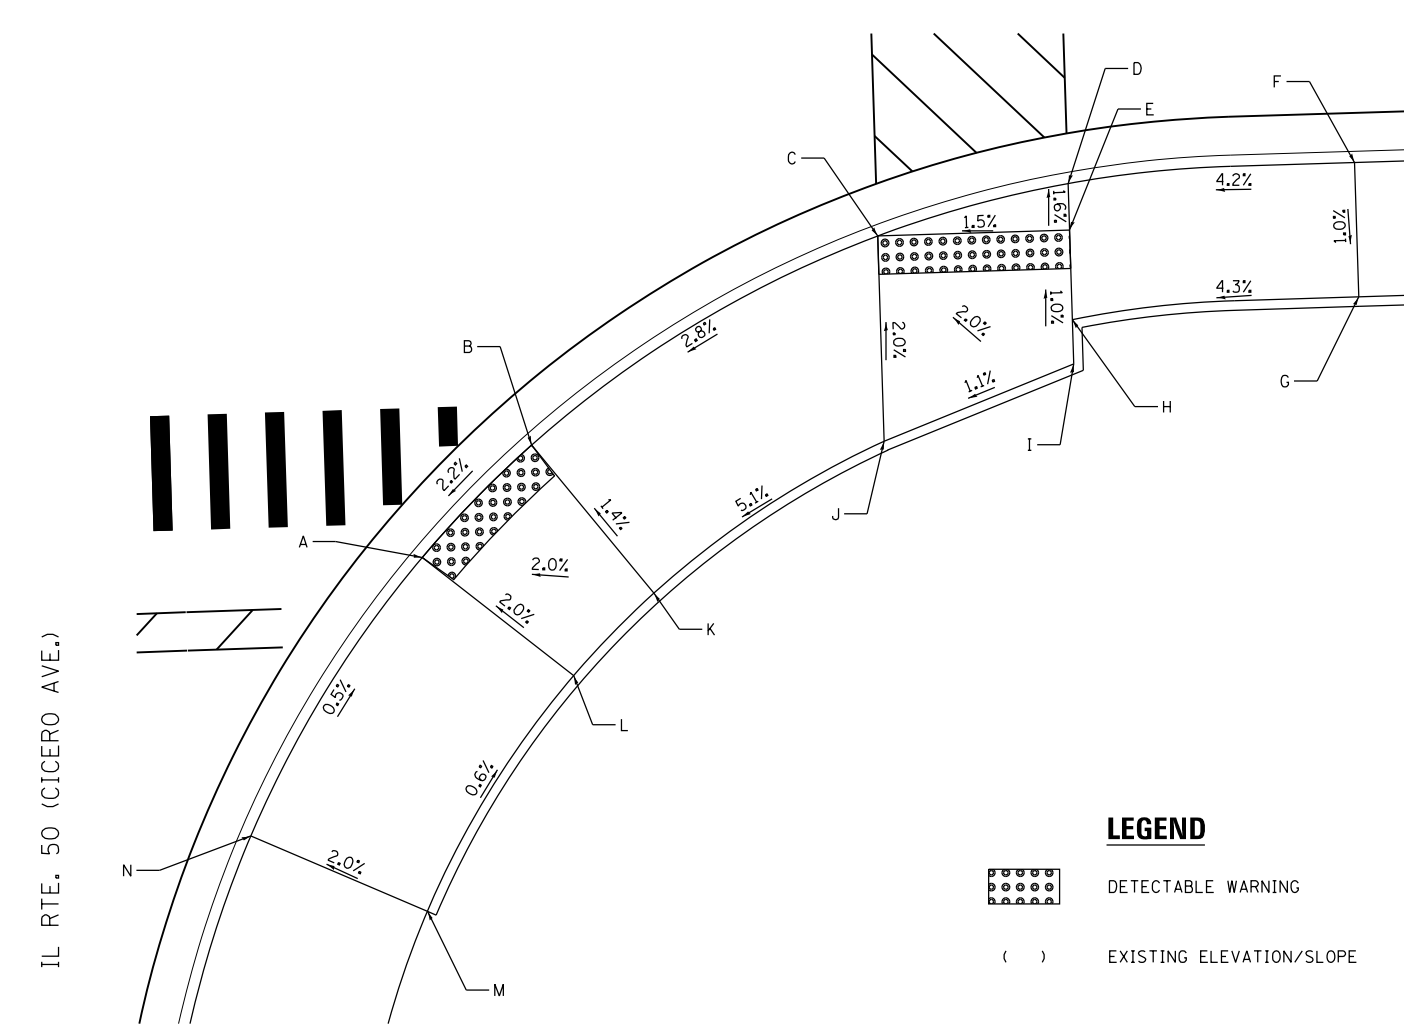 D
F
E
C
4.2%
1.6%
1.5%
1.0%
4.3%
1.0%
2.0%
2.0%
2.8%
B
1.1%
G
H
I
2.2%
5.1%
1.4%
J
A
2.0%
2.0%
K
0.5%
L
0.6%
IL RTE. 50 (CICERO AVE.)
N
2.0%
M
LEGEND
DETECTABLE WARNING
( ) EXISTING ELEVATION/SLOPE